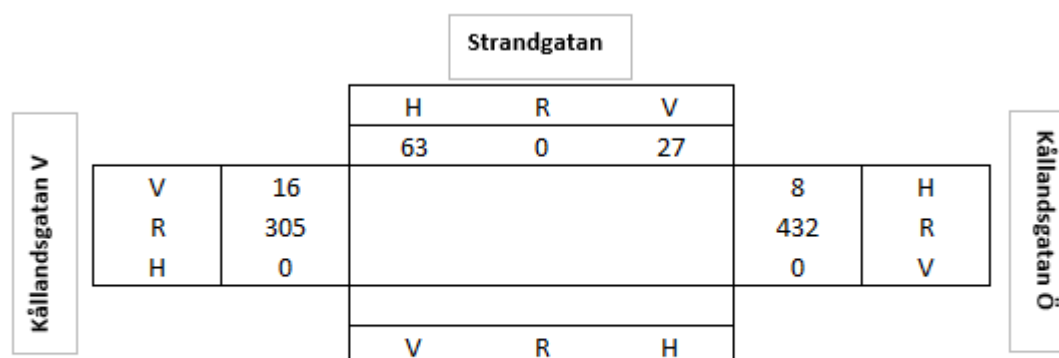 Strandgatan
H R V
63 0 27
Kållandsgatan V
V 16
R 305
H 0
8 H
432 R
0 V
Kållandsgatan Ö
V R H